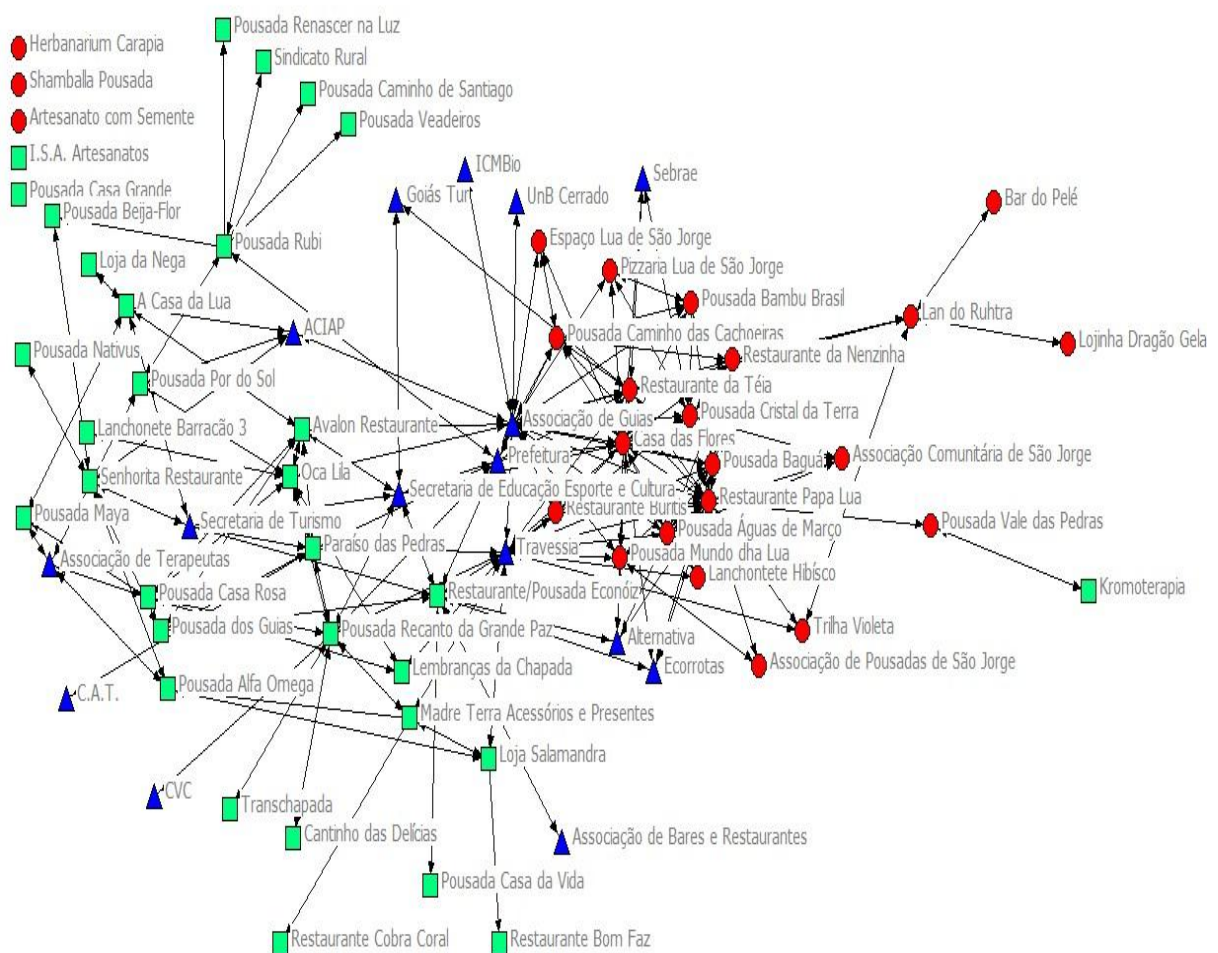 Pousada Renascer na Luz
Herbanarium Carapia
Sindicato Rural
Shamballa Pousada
Pousada Caminho de Santiago
Artesanato com Semente
Pousada Veadeiros
I.S.A. Artesanatos
ICMBio
Sebrae
Pousada Casa Grande
Goiás Tur
UnB Cerrado
Bar do Pelé
Pousada Beija-Flor
Pousada Rubi
Espaço Lua de São Jorge
Loja da Nega
Pizzaria Lua de São Jorge
A Casa da Lua
Pousada Bambu Brasil
Lan do Ruhtra
ACIAP
Pousada Caminho das Cachoeiras
Lojinha Dragão Gela
Pousada Nativus
Restaurante da Nenzinha
Pousada Por do Sol
Restaurante da Téia
Pousada Cristal da Terra
Lanchonete Barracão 3
Avalon Restaurante
Associação de Guias
Casa das Flores
Prefeitura
Pousada Baguá
Associação Comunitária de São Jorge
Senhorita Restaurante
Oca Lila
Secretaria de Educação Esporte e Cultura
Restaurante Papa Lua
Restaurante Buritis
Pousada Maya
Secretaria de Turismo
Pousada Águas de Março
Pousada Vale das Pedras
Paraíso das Pedras
Travessia
Pousada Mundo dha Lua
Associação de Terapeutas
Lanchontete Hibísco
Pousada Casa Rosa
Restaurante/Pousada Econóiz
Kromoterapia
Pousada dos Guias
Pousada Recanto da Grande Paz
Trilha Violeta
Alternativa
Associação de Pousadas de São Jorge
Lembranças da Chapada
Ecorrotas
Pousada Alfa Omega
C.A.T.
Madre Terra Acessórios e Presentes
Loja Salamandra
CVC
Transchapada
Cantinho das Delícias
Associação de Bares e Restaurantes
Pousada Casa da Vida
Restaurante Cobra Coral
Restaurante Bom Faz